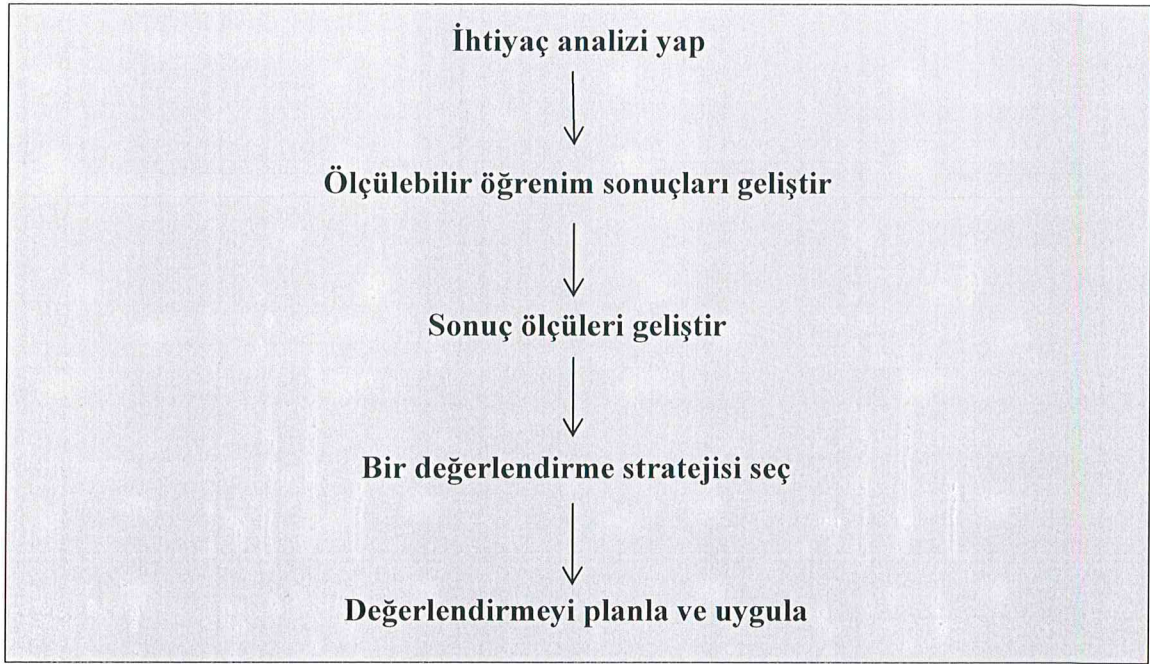 İhtiyaç analizi yap
Ölçülebilir öğrenim sonuçları geliştir
Sonuç ölçüleri geliştir
Bir değerlendirme stratejisi seç
Değerlendirmeyi planla ve uygula